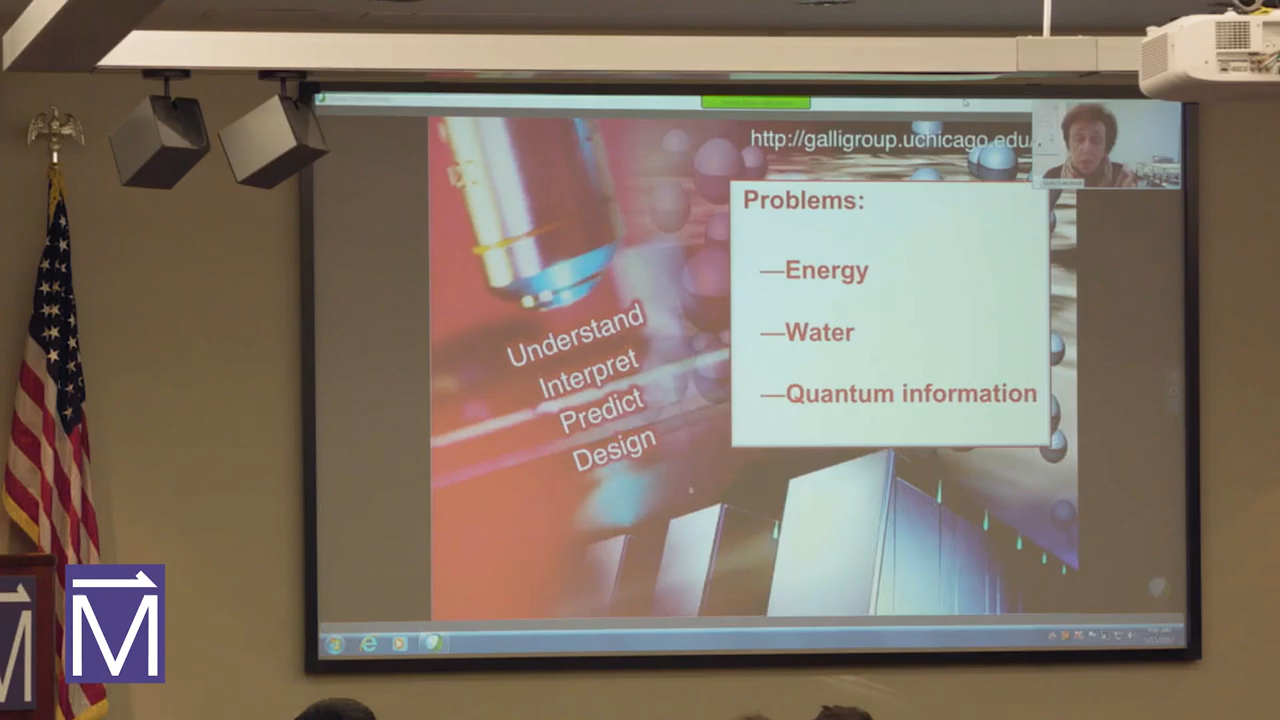 http://galligroup.uchicago.edu/
Problems:
—Energy
—Water
—Quantum information
Understand
Interpret
Predict
Design
M
M